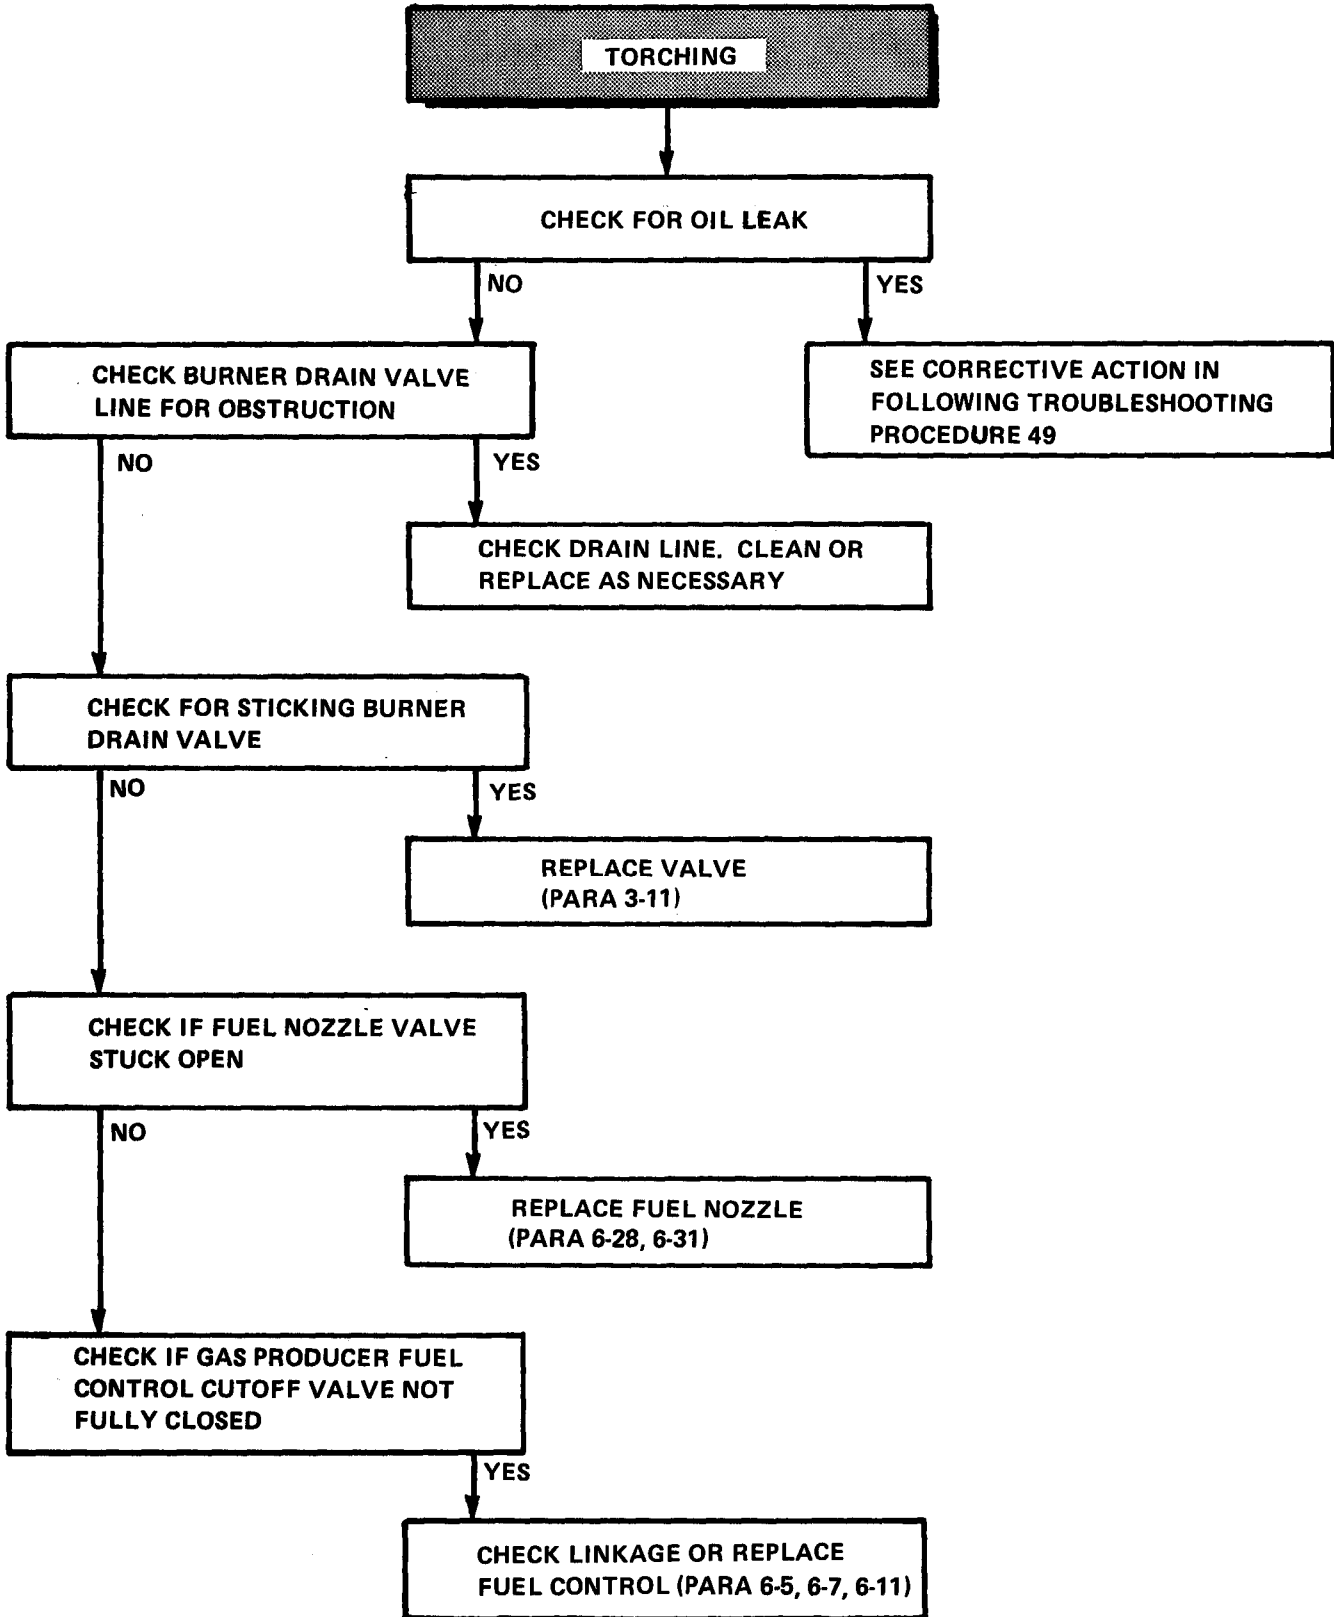 TORCHING
CHECK FOR OIL LEAK
NO
YES
CHECK BURNER DRAIN VALVE
LINE FOR OBSTRUCTION
SEE CORRECTIVE ACTION IN
FOLLOWING TROUBLESHOOTING
PROCEDURE 49
NO
YES
CHECK DRAIN LINE. CLEAN OR
REPLACE AS NECESSARY
CHECK FOR STICKING BURNER
DRAIN VALVE
NO
YES
REPLACE VALVE
(PARA 3-11)
CHECK IF FUEL NOZZLE VALVE
STUCK OPEN
NO
YES
REPLACE FUEL NOZZLE
(PARA 6-28, 6-31)
CHECK IF GAS PRODUCER FUEL
CONTROL CUTOFF VALVE NOT
FULLY CLOSED
YES
CHECK LINKAGE OR REPLACE
FUEL CONTROL (PARA 6-5, 6-7, 6-11)